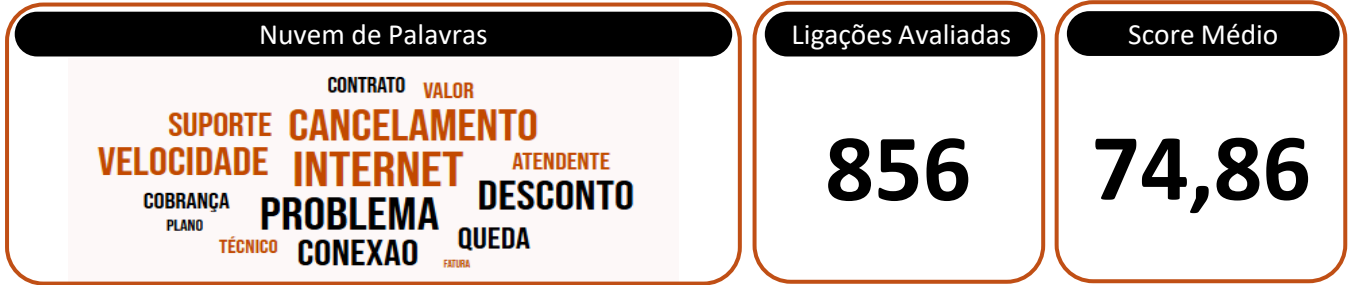 Nuvem de Palavras
CONTRATO VALOR
SUPORTE CANCELAMENTO
VELOCIDADE INTERNET ATENDENTE
COBRANÇA PROBLEMA DESCONTO
PLANO
TÉCNICO CONEXAO QUEDA
FATURA
Ligações Avaliadas
856
Score Médio
74,86